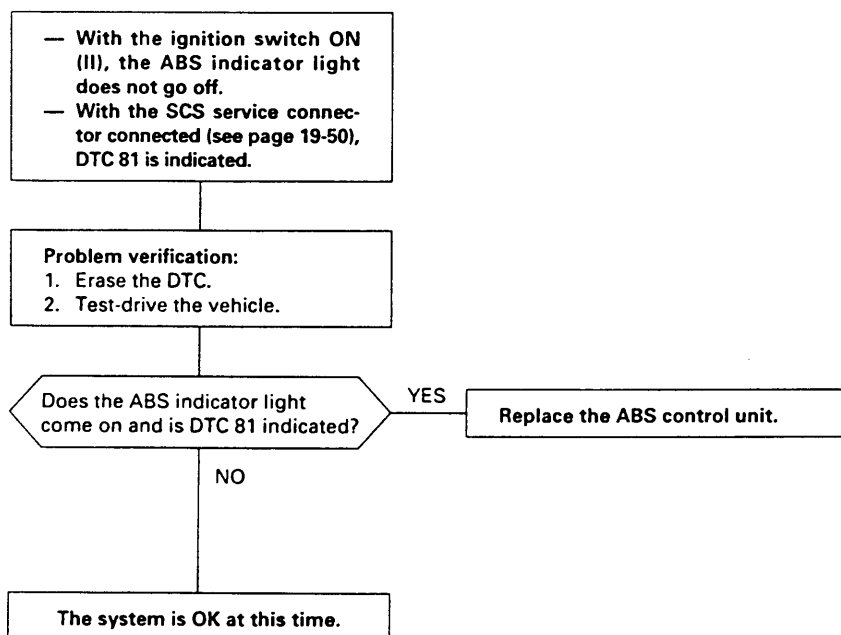 — With the ignition switch ON
(II), the ABS indicator light
does not go off.
— With the SCS service connec-
tor connected (see page 19-50),
DTC 81 is indicated.
Problem verification:
1. Erase the DTC.
2. Test-drive the vehicle.
Does the ABS indicator light
come on and is DTC 81 indicated?
YES
Replace the ABS control unit.
NO
The system is OK at this time.